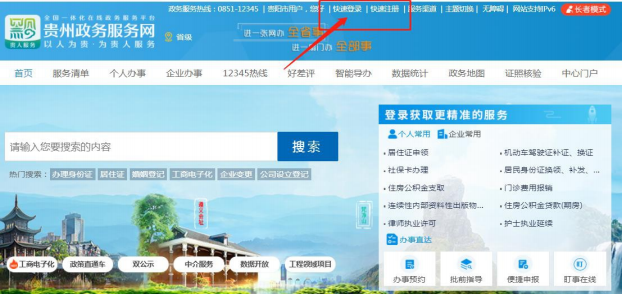 政务服务热线：0851-12345 | 贵阳市用户，您好 | 快速登录 | 快速注册 | 服务渠道 | 主题切换 | 无障碍 | 网站支持IPv6 长者模式
全国一体化在线政务服务平台
贵州政务服务网
以人为贵·为人民服务
贵人服务
省级
进一张网办 全省事
进一扇门办 全部事
首页 服务清单 个人办事 企业办事 12345热线 好差评 智能导办 数据统计 政务地图 证照核验 中心门户
登录获取更精准的服务
个人常用 企业常用
请输入您要搜索的内容 搜索
热门搜索： 办理身份证 居住证 婚姻登记 工商电子化 企业变更 公司设立登记
居住证申领 机动车驾驶证补证、换证
社保卡办理 居民身份证换领、补发、...
住房公积金支取 门诊费用报销
连续性内部资料性出版物... 住房公积金贷款(期房)
律师执业许可 护士执业延续
办事直达
工商电子化 政策直通车 双公示 中介服务 数据开放 工程领域项目
办事预约 批前指导 便捷申报 盯事在线